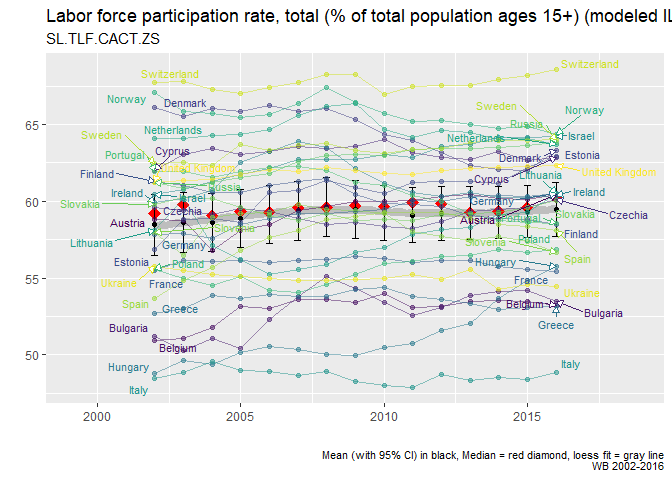 Labor force participation rate, total (% of total population ages 15+) (modeled IL
SL.TLF.CACT.ZS
Switzerland
Switzerland
Norway
Denmark
Sweden
Norway
65
Netherlands
Russia
Sweden
Netherlands
Israel
Portugal
Cyprus
Denmark
Estonia
Finland
United Kingdom
United Kingdom
Cyprus
Lithuania
Russia
Ireland
Israel
Ireland
60
Slovakia
Czechia
Germany
Slovakia
Czechia
Austria
Austria
Portugal
Slovakia
Finland
Lithuania
Germany
Slovenia
Poland
Estonia
Poland
Hungary
Spain
55
Ukraine
France
France
Ukraine
Spain
Greece
Belgium
Bulgaria
Bulgaria
Greece
Belgium
50
Hungary
Italy
Italy
2000
2005
2010
2015
Mean (with 95% CI) in black, Median = red diamond, loess fit = gray line
WB 2002-2016